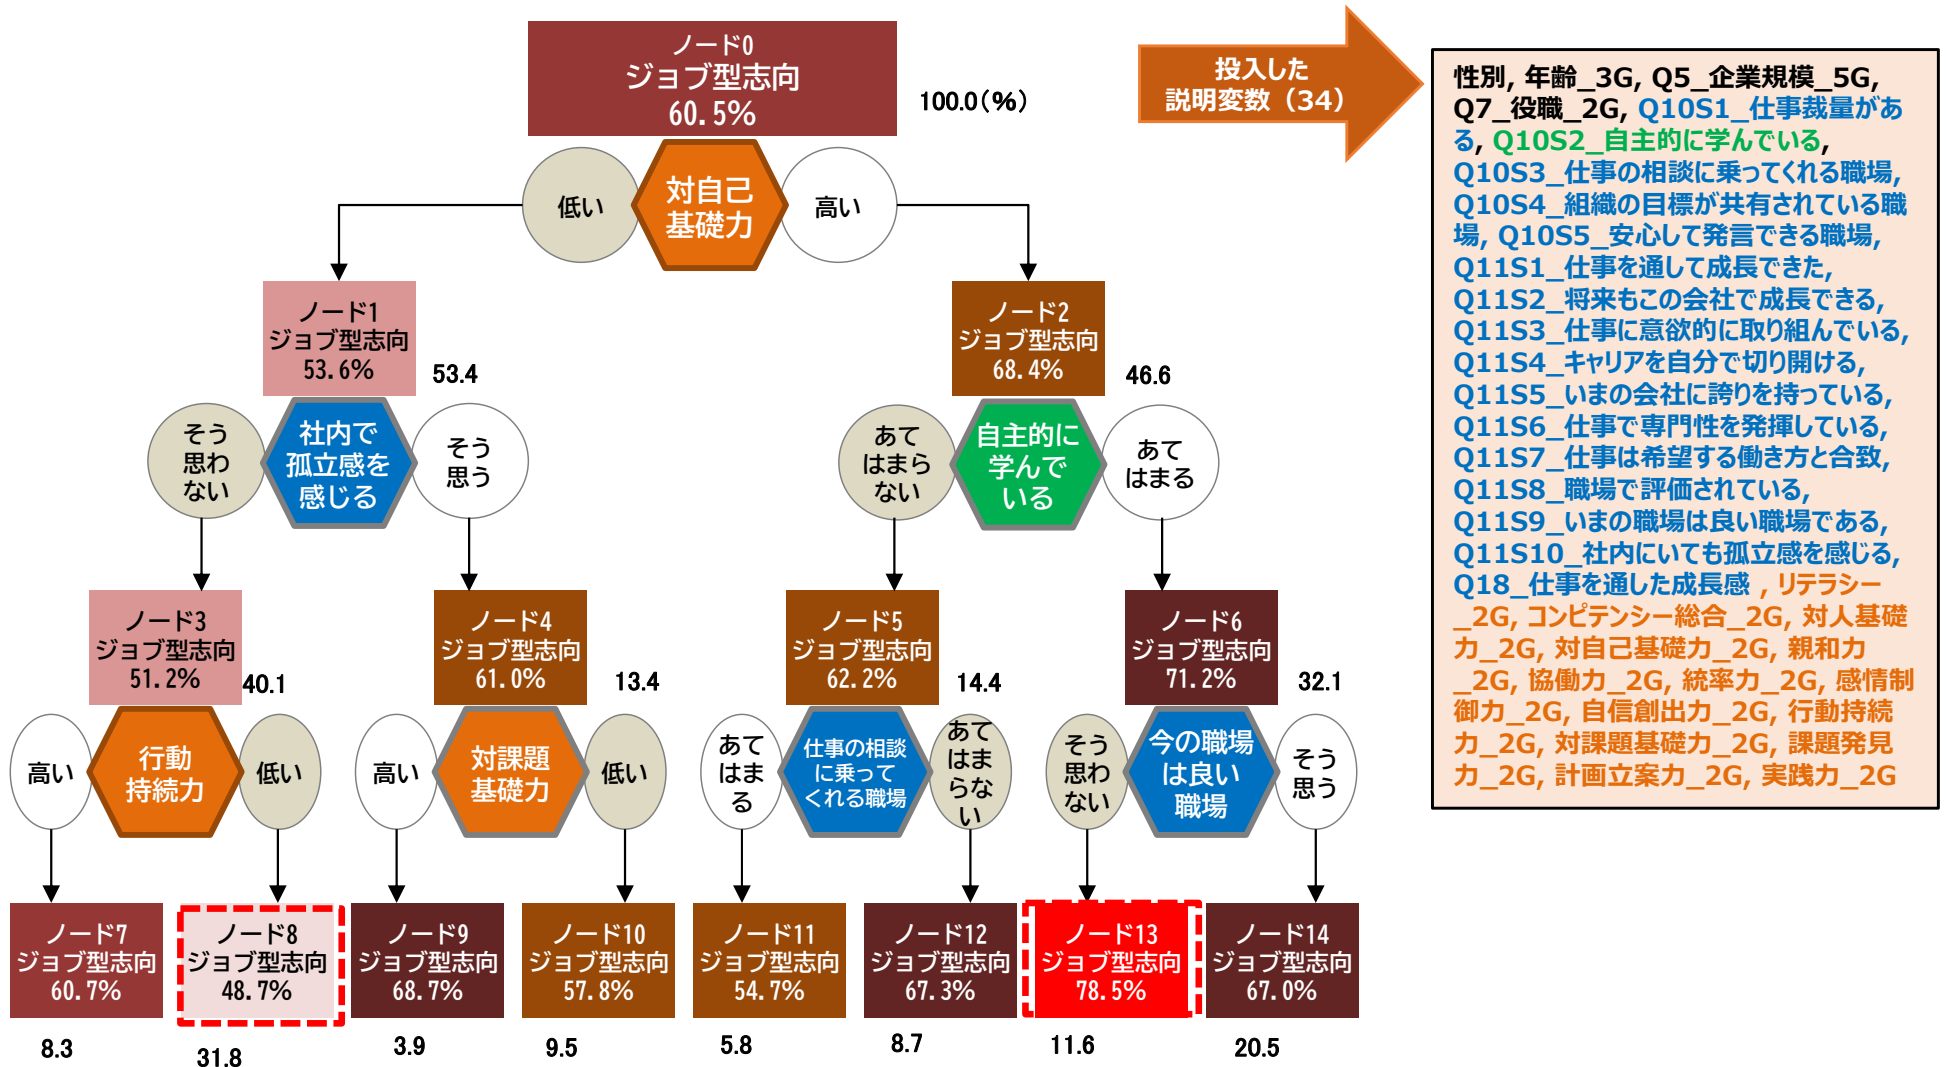 ノード0
ジョブ型志向
60.5%
100.0(%)
投入した
説明変数（34）
性別, 年齢_3G, Q5_企業規模_5G,
Q7_役職_2G, Q10S1_仕事裁量があ
る, Q10S2_自主的に学んでいる,
Q10S3_仕事の相談に乗ってくれる職場,
Q10S4_組織の目標が共有されている職
場, Q10S5_安心して発言できる職場,
Q11S1_仕事を通して成長できた,
Q11S2_将来もこの会社で成長できる,
Q11S3_仕事に意欲的に取り組んでいる,
Q11S4_キャリアを自分で切り開ける,
Q11S5_いまの会社に誇りを持っている,
Q11S6_仕事で専門性を発揮している,
Q11S7_仕事は希望する働き方と合致,
Q11S8_職場で評価されている,
Q11S9_いまの職場は良い職場である,
Q11S10_社内にいても孤立感を感じる,
Q18_仕事を通した成長感 , リテラシー
_2G, コンピテンシー総合_2G, 対人基礎
力_2G, 対自己基礎力_2G, 親和力
_2G, 協働力_2G, 統率力_2G, 感情制
御力_2G, 自信創出力_2G, 行動持続
力_2G, 対課題基礎力_2G, 課題発見
力_2G, 計画立案力_2G, 実践力_2G
低い
対自己
基礎力
高い
ノード1
ジョブ型志向
53.6%
53.4
ノード2
ジョブ型志向
68.4%
46.6
そう
思わ
ない
社内で
孤立感を
感じる
そう
思う
あて
はまら
ない
自主的に
学んで
いる
あて
はまる
ノード3
ジョブ型志向
51.2%
40.1
ノード4
ジョブ型志向
61.0%
13.4
ノード5
ジョブ型志向
62.2%
14.4
ノード6
ジョブ型志向
71.2%
32.1
高い
行動
持続力
低い
高い
対課題
基礎力
低い
あて
はま
る
仕事の相談
に乗って
くれる職場
あて
はま
らな
い
そう
思わ
ない
今の職場
は良い
職場
そう
思う
ノード7
ジョブ型志向
60.7%
8.3
ノード8
ジョブ型志向
48.7%
31.8
ノード9
ジョブ型志向
68.7%
3.9
ノード10
ジョブ型志向
57.8%
9.5
ノード11
ジョブ型志向
54.7%
5.8
ノード12
ジョブ型志向
67.3%
8.7
ノード13
ジョブ型志向
78.5%
11.6
ノード14
ジョブ型志向
67.0%
20.5